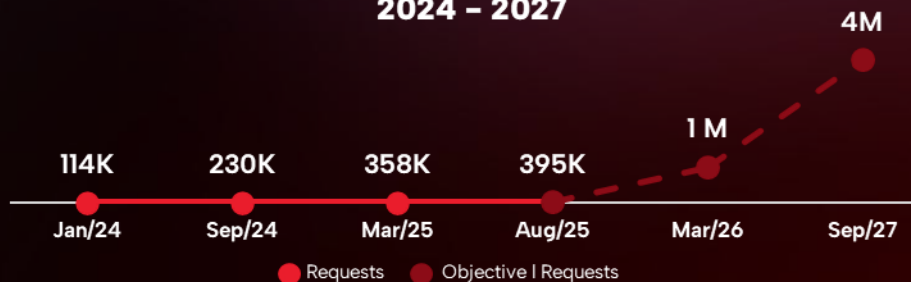 2024 – 2027
4M
1 M
114K 230K 358K 395K
Jan/24 Sep/24 Mar/25 Aug/25 Mar/26 Sep/27
Requests Objective I Requests